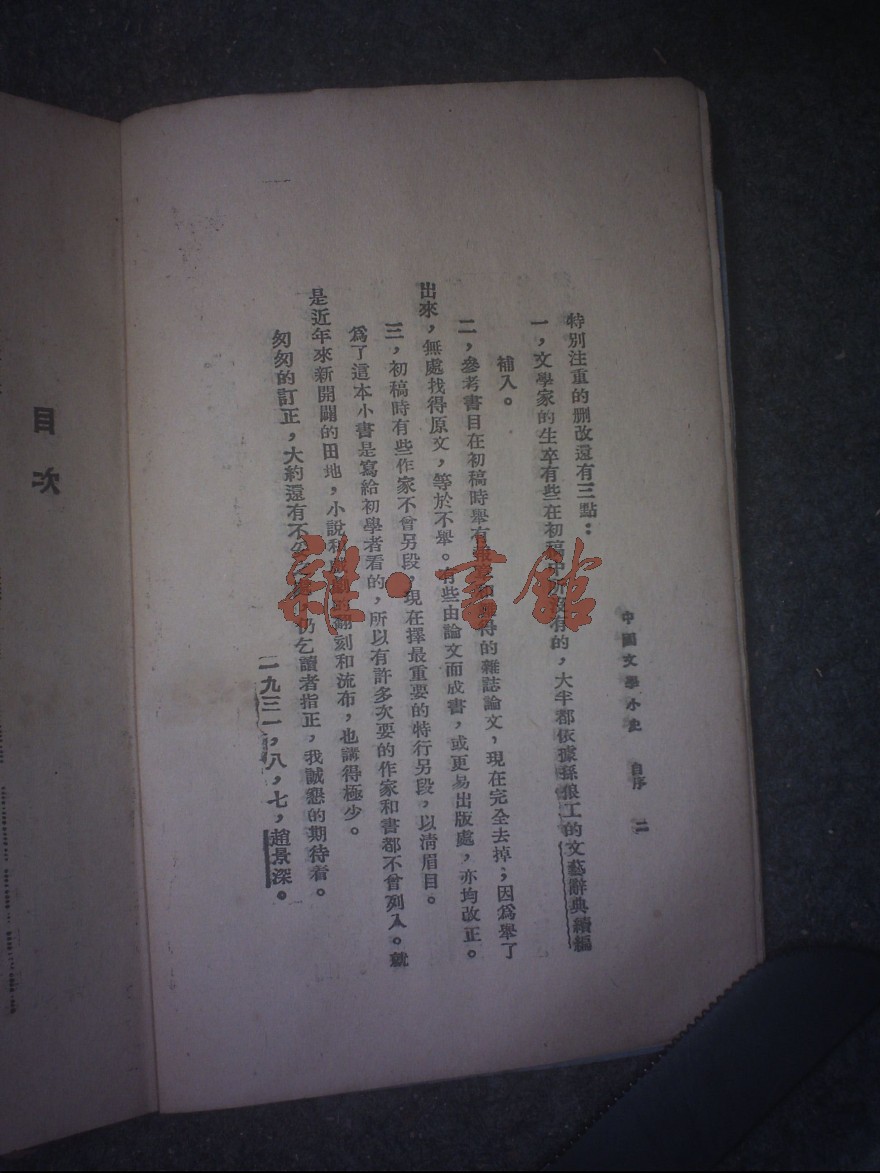 中國文學小史 自序 二
特別注重的刪改還有三點：
一，文學家的生卒有些在初稿中所沒有的，大半都依據孫俍工的文藝辭典續編
補入。
二，參考書目在初稿時舉有難得的雜誌論文，現在完全去掉；因爲舉了
出來，無處找得原文，等於不舉。有些由論文而成書，或更易出版處，亦均改正。
三，初稿時有些作家不曾另段，現在擇最重要的特行另段，以清眉目。
爲了這本小書是寫給初學者看的，所以有許多次要的作家和書都不曾列入。就
是近年來新開闢的田地，小說和翻刻和流布，也講得極少。
匆匆的訂正，大約還有不仍乞讀者指正，我誠懇的期待着。
一九三一，八，七，趙景深。
目次
雜·書館